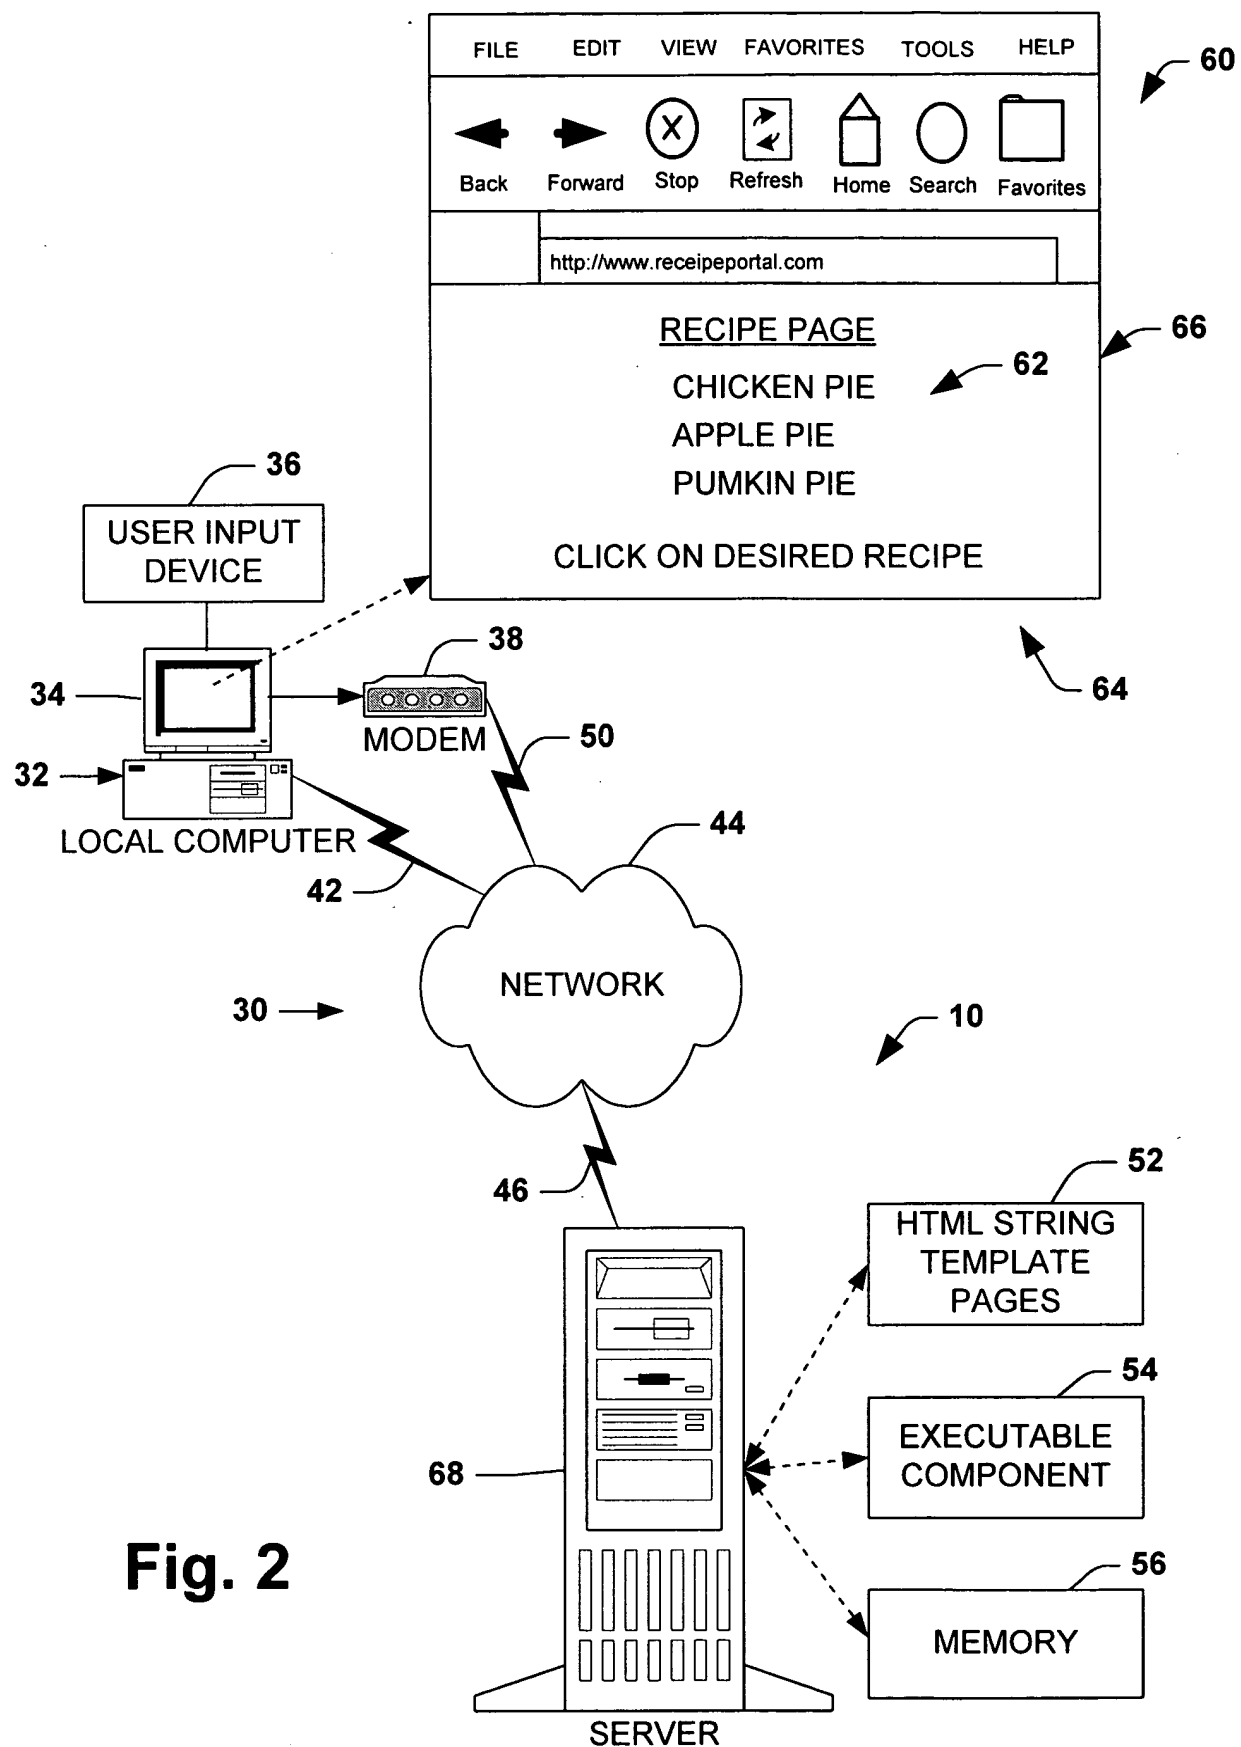 FILE EDIT VIEW FAVORITES TOOLS HELP
60
Back Forward Stop Refresh Home Search Favorites
X
http://www.receipeportal.com
RECIPE PAGE
66
CHICKEN PIE
62
APPLE PIE
PUMKIN PIE
CLICK ON DESIRED RECIPE
64
36
USER INPUT
DEVICE
38
34
MODEM
50
32
LOCAL COMPUTER
42
44
NETWORK
30
10
46
52
HTML STRING
TEMPLATE
PAGES
54
EXECUTABLE
COMPONENT
68
56
MEMORY
Fig. 2
SERVER